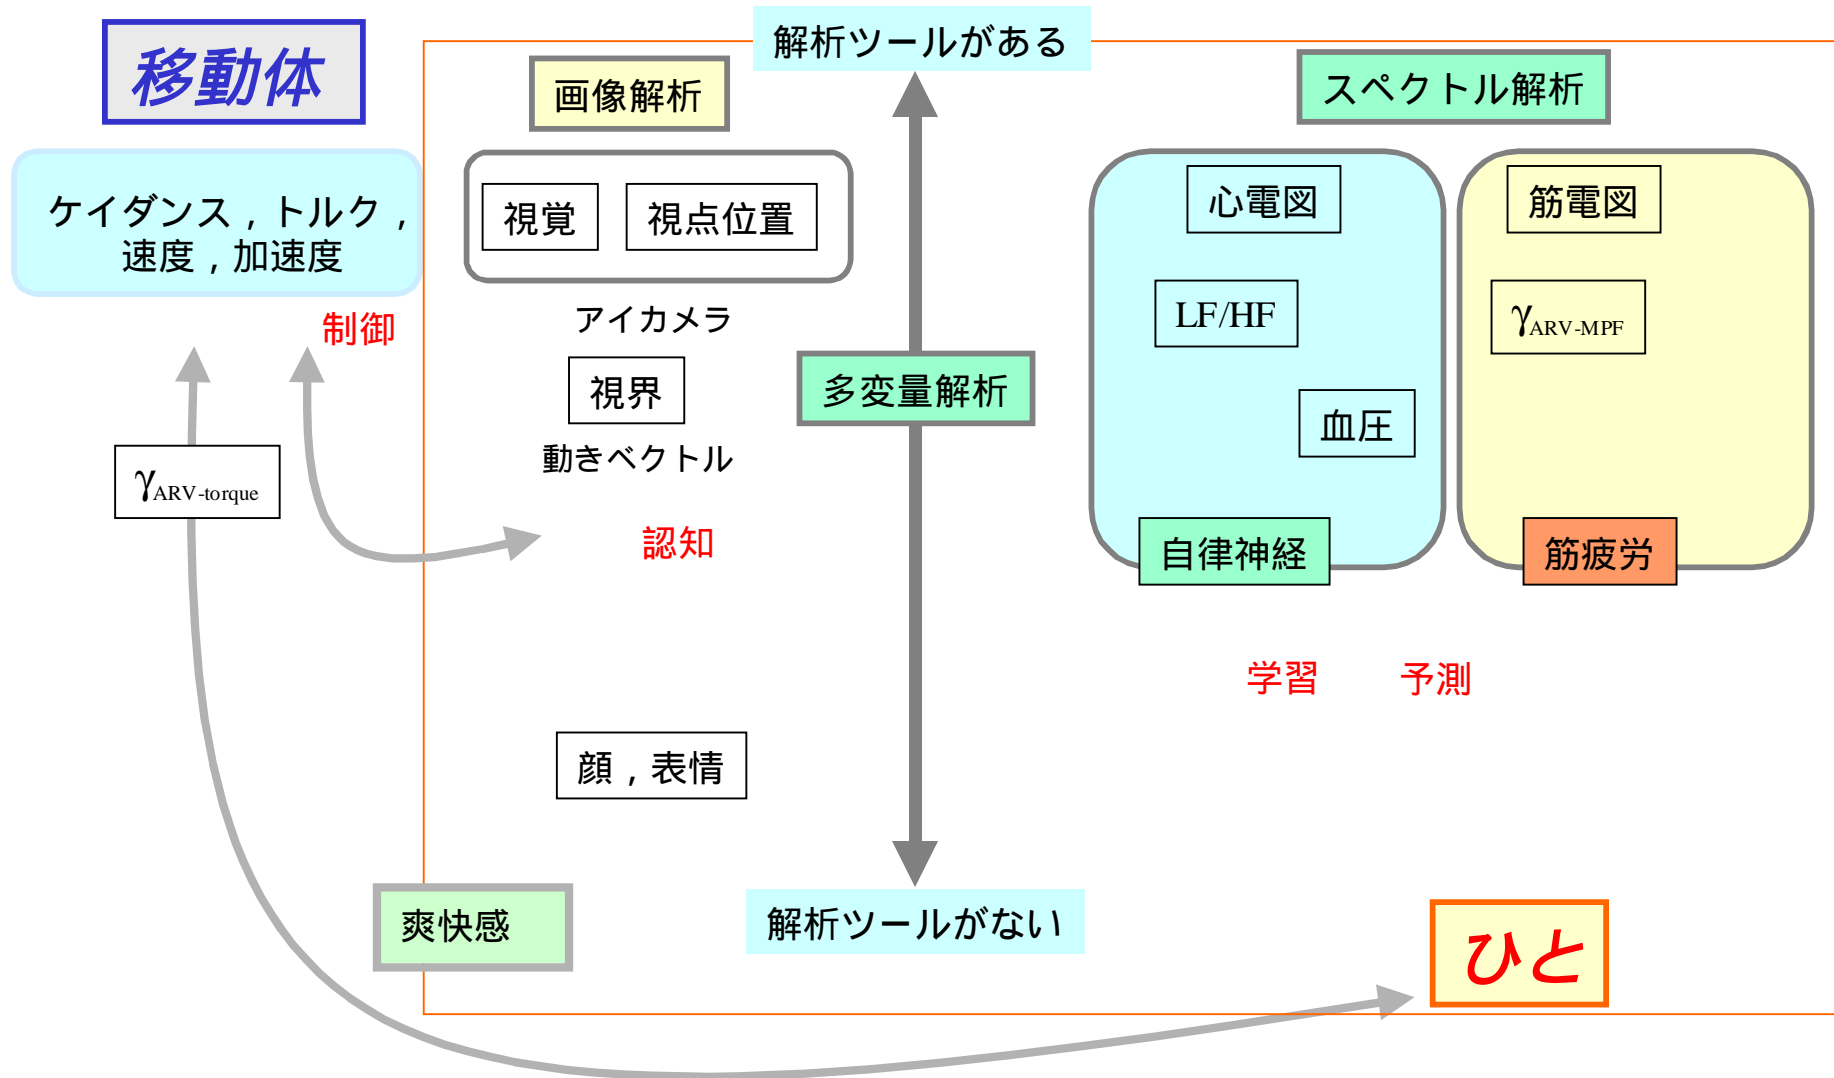 移動体
解析ツールがある
画像解析
スペクトル解析
ケイダンス，トルク，
速度，加速度
視覚
視点位置
心電図
筋電図
制御
アイカメラ
LF/HF
γARV-MPF
視界
多変量解析
血圧
動きベクトル
γARV-torque
認知
自律神経
筋疲労
学習
予測
顔，表情
爽快感
解析ツールがない
ひと